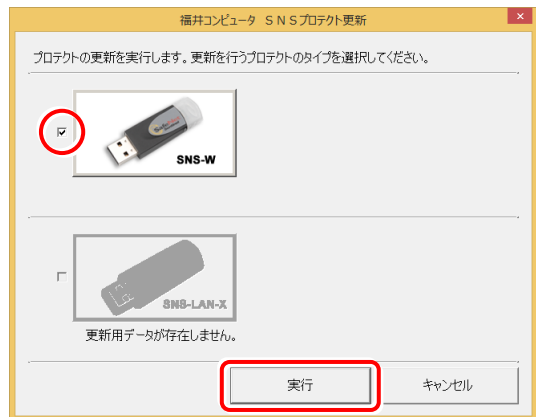 福井コンピュータ ＳＮＳプロテクト更新
プロテクトの更新を実行します。更新を行うプロテクトのタイプを選択してください。
SNS-W
SNS-LAN-X
更新用データが存在しません。
実行
キャンセル